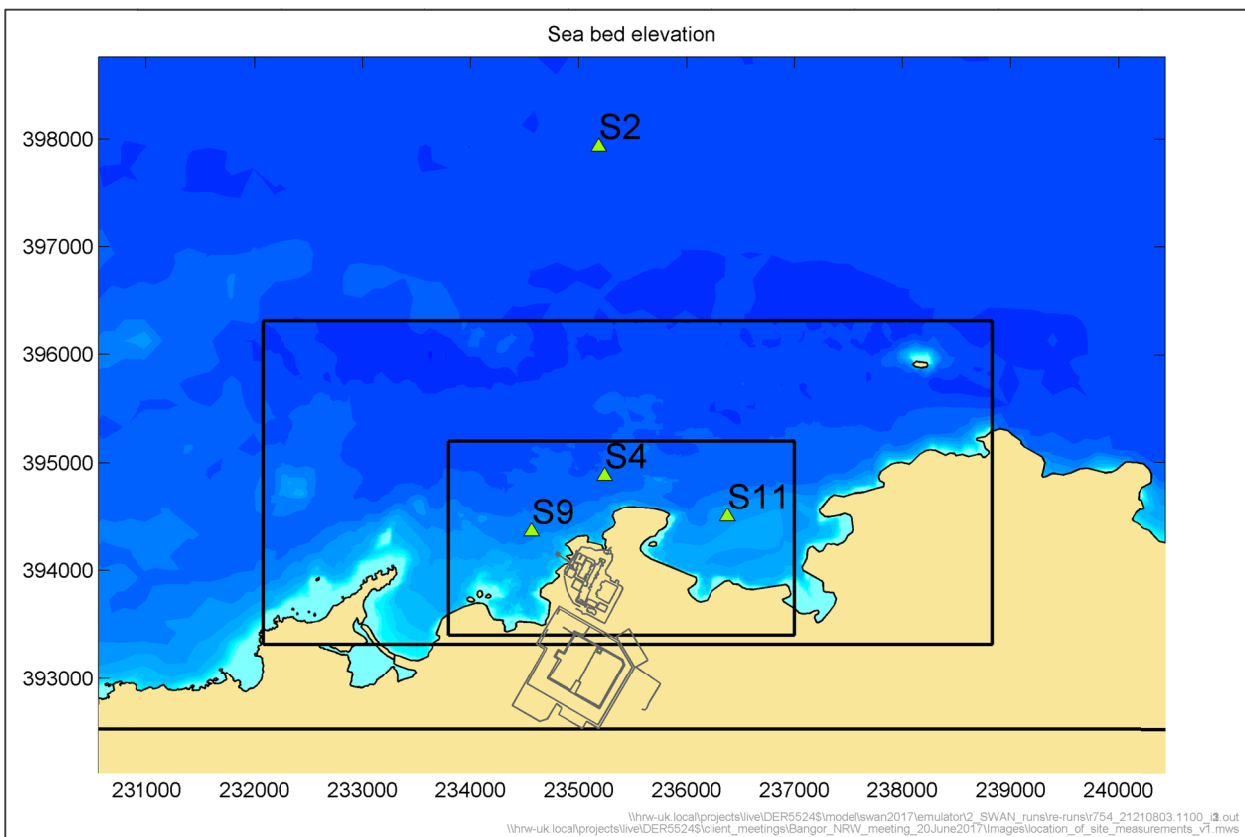 Sea bed elevation
398000
397000
396000
395000
394000
393000
S2
S4
S11
S9
231000 232000 233000 234000 235000 236000 237000 238000 239000 240000
\\hrw-uk.local\projects\live\DER5524$\model\swan2017\emulator\2_SWAN_runs\re-runs\r754_21210803.1100_
\\hrw-uk.local\projects\live\DER5524$\client_meetings\Bangor_NRW_meeting_20June2017\Images\location_of_site_measurements_v1.mws